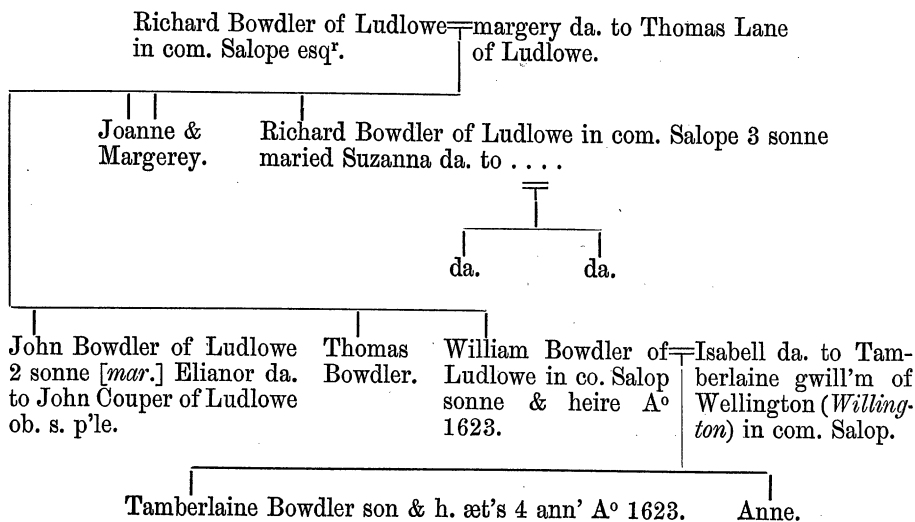 Richard Bowdler of Ludlowe
in com. Salope esqr.
margery da. to Thomas Lane
of Ludlowe.
Joanne &
Margerey.
Richard Bowdler of Ludlowe in com. Salope 3 sonne
maried Suzanna da. to . . . .
da.
da.
John Bowdler of Ludlowe
2 sonne [mar.] Elianor da.
to John Couper of Ludlowe
ob. s. p'le.
Thomas
Bowdler.
William Bowdler of
Ludlowe in co. Salop
sonne & heire Ao
1623.
Isabell da. to Tam-
berlaine gwill'm of
Wellington (Willing-
ton) in com. Salop.
Tamberlaine Bowdler son & h. æt's 4 ann' Ao 1623.
Anne.